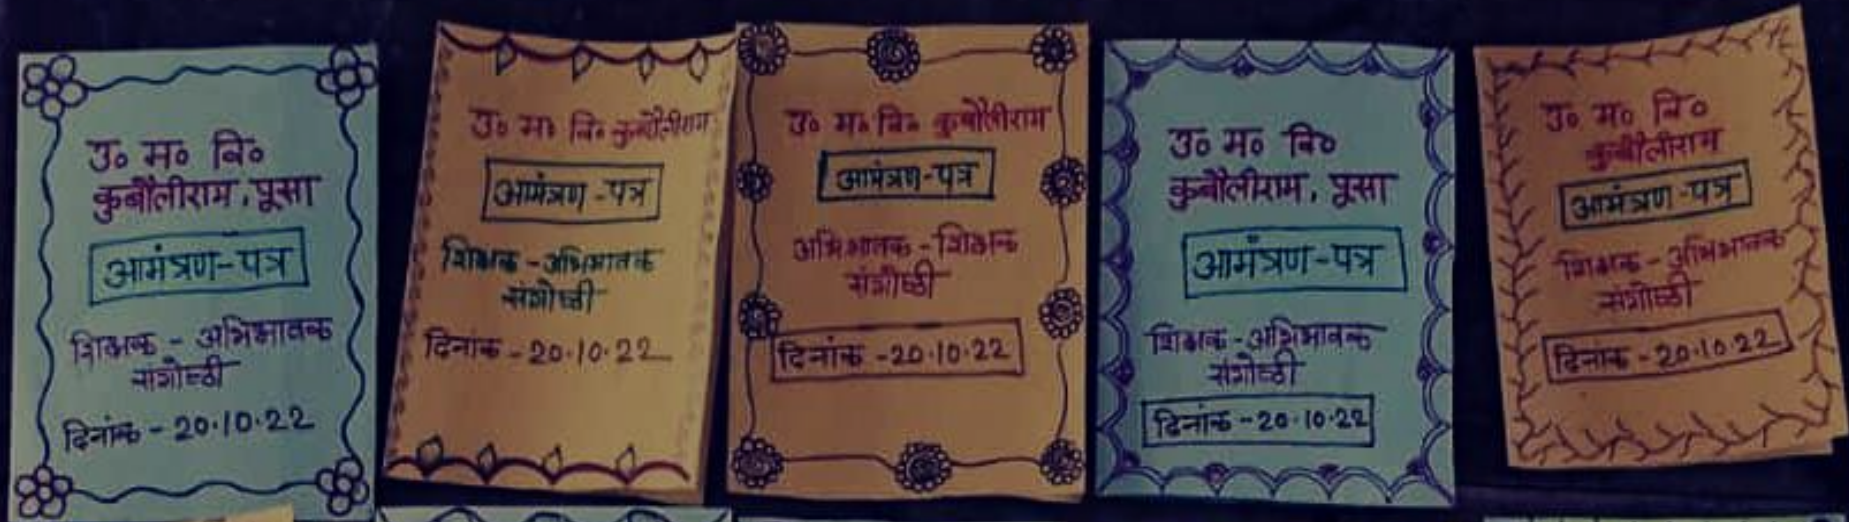 उ० म० वि०
कुबौलीराम, पूसा
आमंत्रण-पत्र
शिक्षक - अभिभावक
संगोष्ठी
दिनांक - 20.10.22
उ० म० वि० कुबौलीराम
आमंत्रण - पत्र
शिक्षक - अभिभावक
संगोष्ठी
दिनांक - 20.10.22
उ० म० वि० कुबौलीराम
आमंत्रण-पत्र
अभिभावक - शिक्षक
संगोष्ठी
दिनांक - 20.10.22
उ० म० वि०
कुबौलीराम, पूसा
आमंत्रण-पत्र
शिक्षक - अभिभावक
संगोष्ठी
दिनांक - 20.10.22
उ० म० वि०
कुबौलीराम
आमंत्रण - पत्र
शिक्षक - अभिभावक
संगोष्ठी
दिनांक - 20.10.22